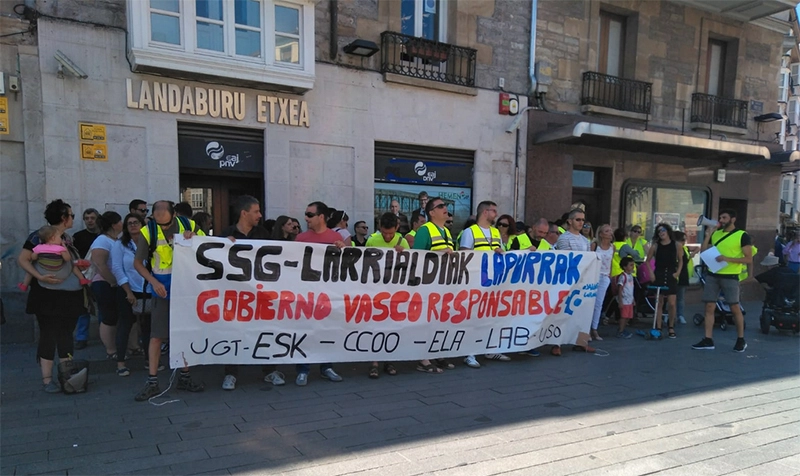 LANDABURU ETXEA
eaj
pnv
eaj
pnv
SSG-LARRIALDIAK LAPURRAK
GOBIERNO VASCO RESPONSABLE
UGT-ESK-CCOO-ELA-LAB-USO